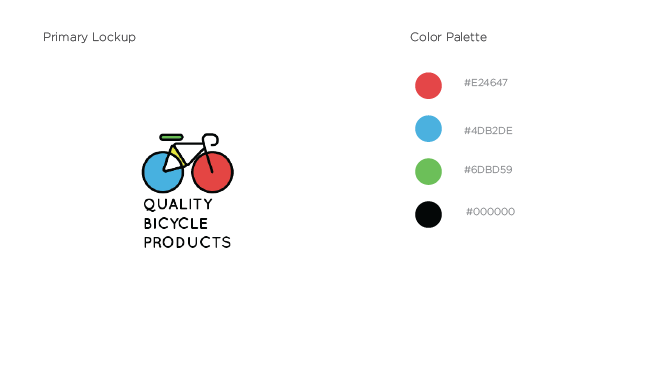 Primary Lockup
QUALITY
BICYCLE
PRODUCTS
Color Palette
#E24647
#4DB2DE
#6DBD59
#000000